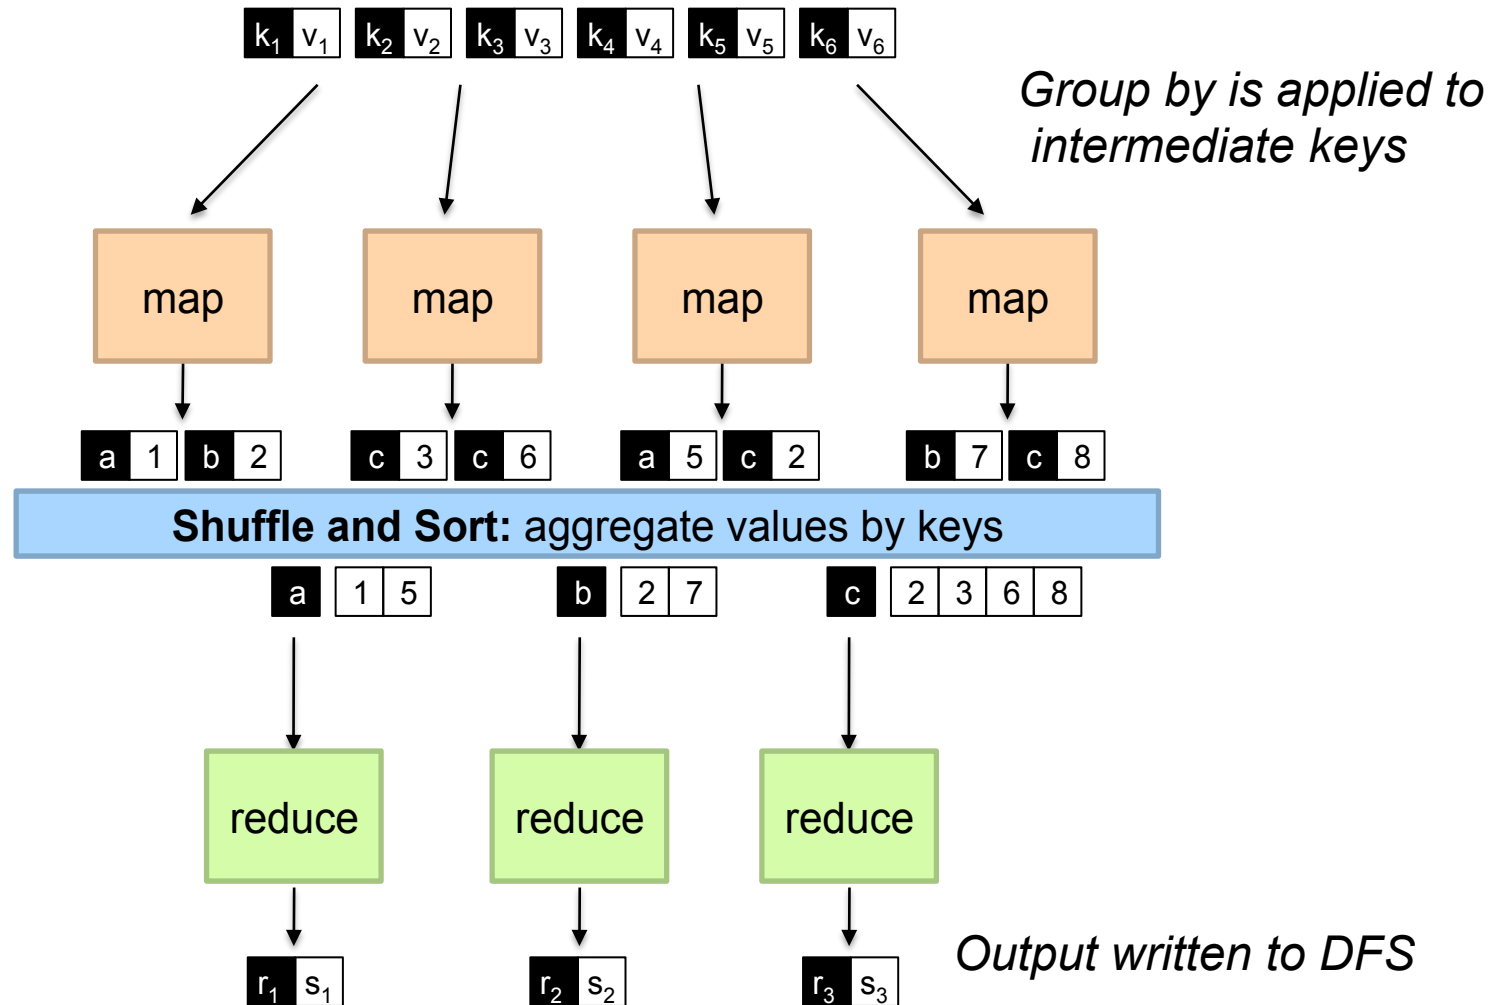 k₁ v₁ k₂ v₂ k₃ v₃ k₄ v₄ k₅ v₅ k₆ v₆
Group by is applied to
intermediate keys
map map map map
a 1 b 2 c 3 c 6 a 5 c 2 b 7 c 8
Shuffle and Sort: aggregate values by keys
a 1 5 b 2 7 c 2 3 6 8
reduce reduce reduce
Output written to DFS
r₁ s₁ r₂ s₂ r₃ s₃